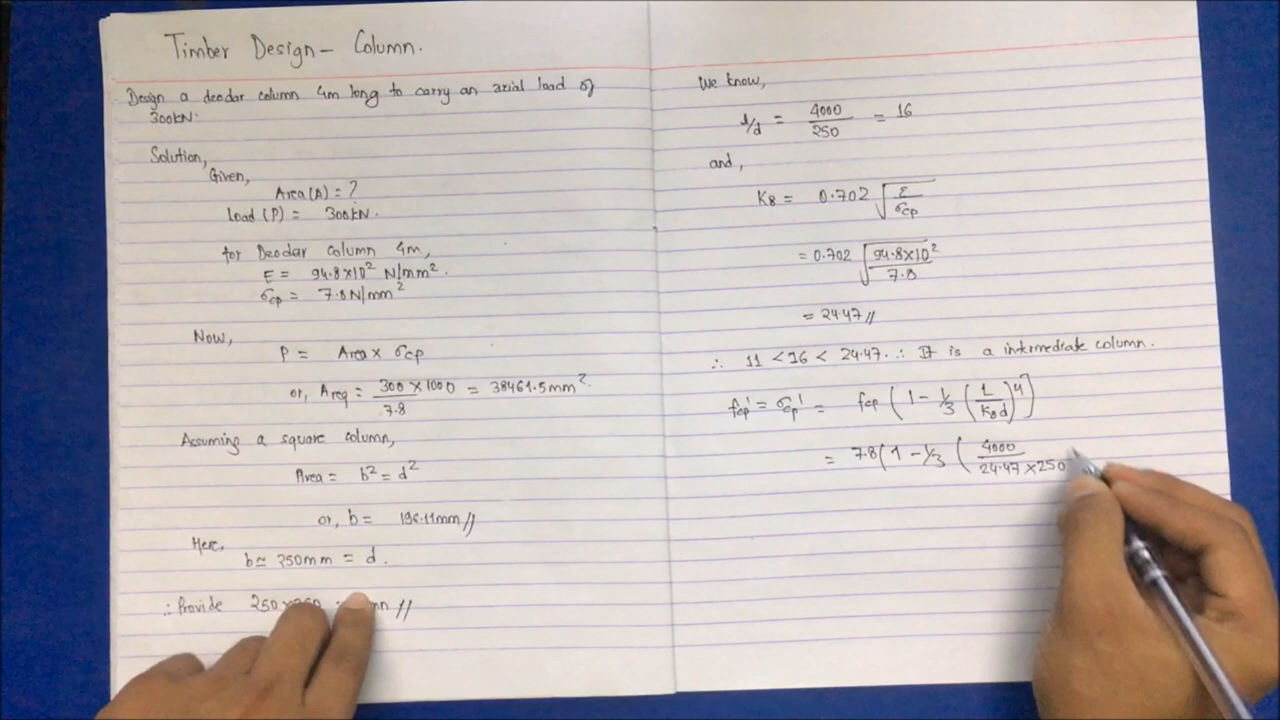 Timber Design - Column.
Design a deodar column 4m long to carry an axial load of
300kN.
Solution,
Given,
Area (A) = ?
load (P) = 300kN.
for Deodar column 4m,
E = 94.8×10² N/mm².
σcp = 7.8 N/mm²
Now,
P = Area × σcp
or, Area = 300 × 1000 / 7.8 = 38461.5mm².
Assuming a square column,
Area = b² = d²
or, b = 196.11mm //
Here,
b ≃ 250mm = d.
∴ Provide 250 × 250 //
We know,
l/d = 4000 / 250 = 16
and,
K8 = 0.702 √(E / σcp)
= 0.702 √(94.8×10² / 7.8)
= 24.47 //
∴ 11 < 16 < 24.47. ∴ It is a intermediate column.
fcp' = σcp' = fcp ( 1 - 1/3 ( L / K8d )⁴ ]
= 7.8 ( 1 - 1/3 ( 4000 / 24.47 × 250